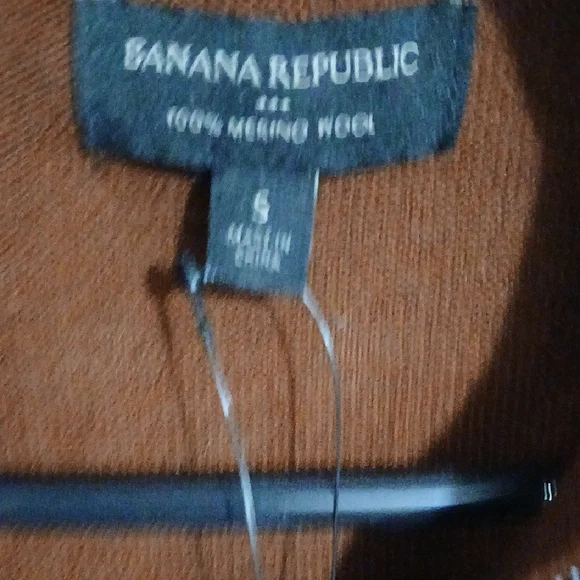 BANANA REPUBLIC
100% MERINO WOOL
S
MADE IN
CHINA